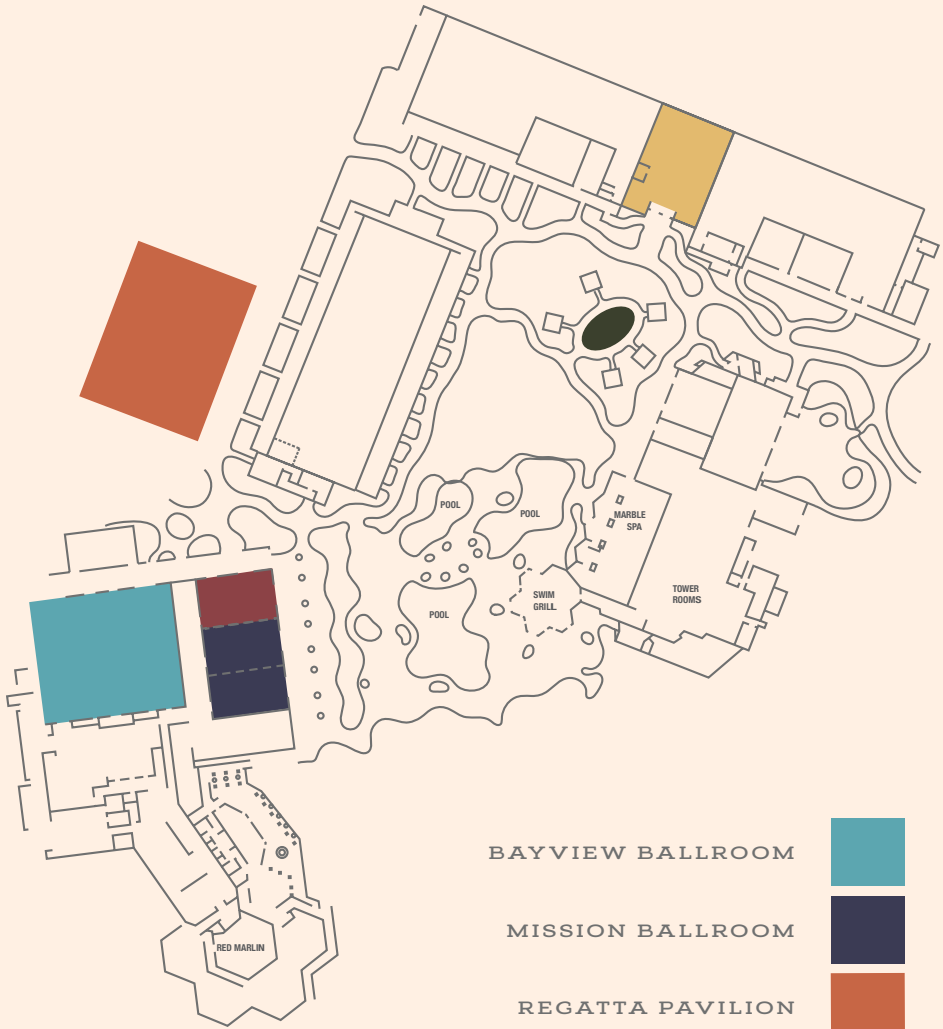 POOL
POOL
MARBLE
SPA
SWIM
GRILL
TOWER
ROOMS
POOL
BAYVIEW BALLROOM
MISSION BALLROOM
RED MARLIN
REGATTA PAVILION